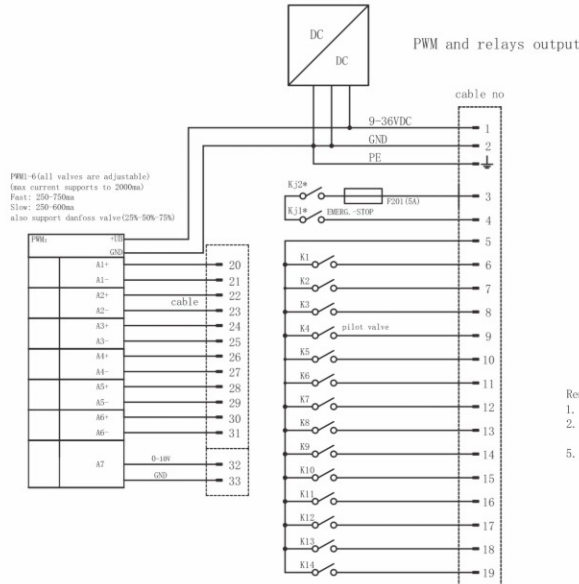 DC
DC
PWM and relays output
cable no
9-36VDC
1
GND
2
PE
PWM1-6(all valves are adjustable)
(max current supports to 2000ma)
Fast: 250-750ma
Slow: 250-600ma
also support danfoss valve(25%-50%-75%)
Kj2*
F201(5A)
3
Kj1*
EMERG.-STOP
4
5
PWM:
+UB
GND
A1+
20
A1-
21
A2+
22
A2-
cable
23
A3+
24
A3-
25
A4+
26
A4-
27
A5+
28
A5-
29
A6+
30
A6-
31
A7
0-10V
32
GND
33
K1
6
K2
7
K3
8
K4
pilot valve
9
K5
10
K6
11
K7
12
K8
13
K9
14
K10
15
K11
16
K12
17
K13
18
K14
19
1.
2.
5.